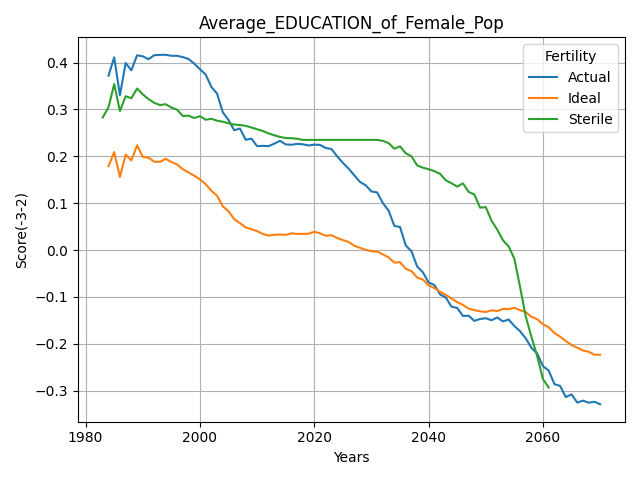 Average_EDUCATION_of_Female_Pop
Score(-3-2)
0.4
0.3
0.2
0.1
0.0
−0.1
−0.2
−0.3
Fertility
Actual
Ideal
Sterile
1980 2000 2020 2040 2060
Years